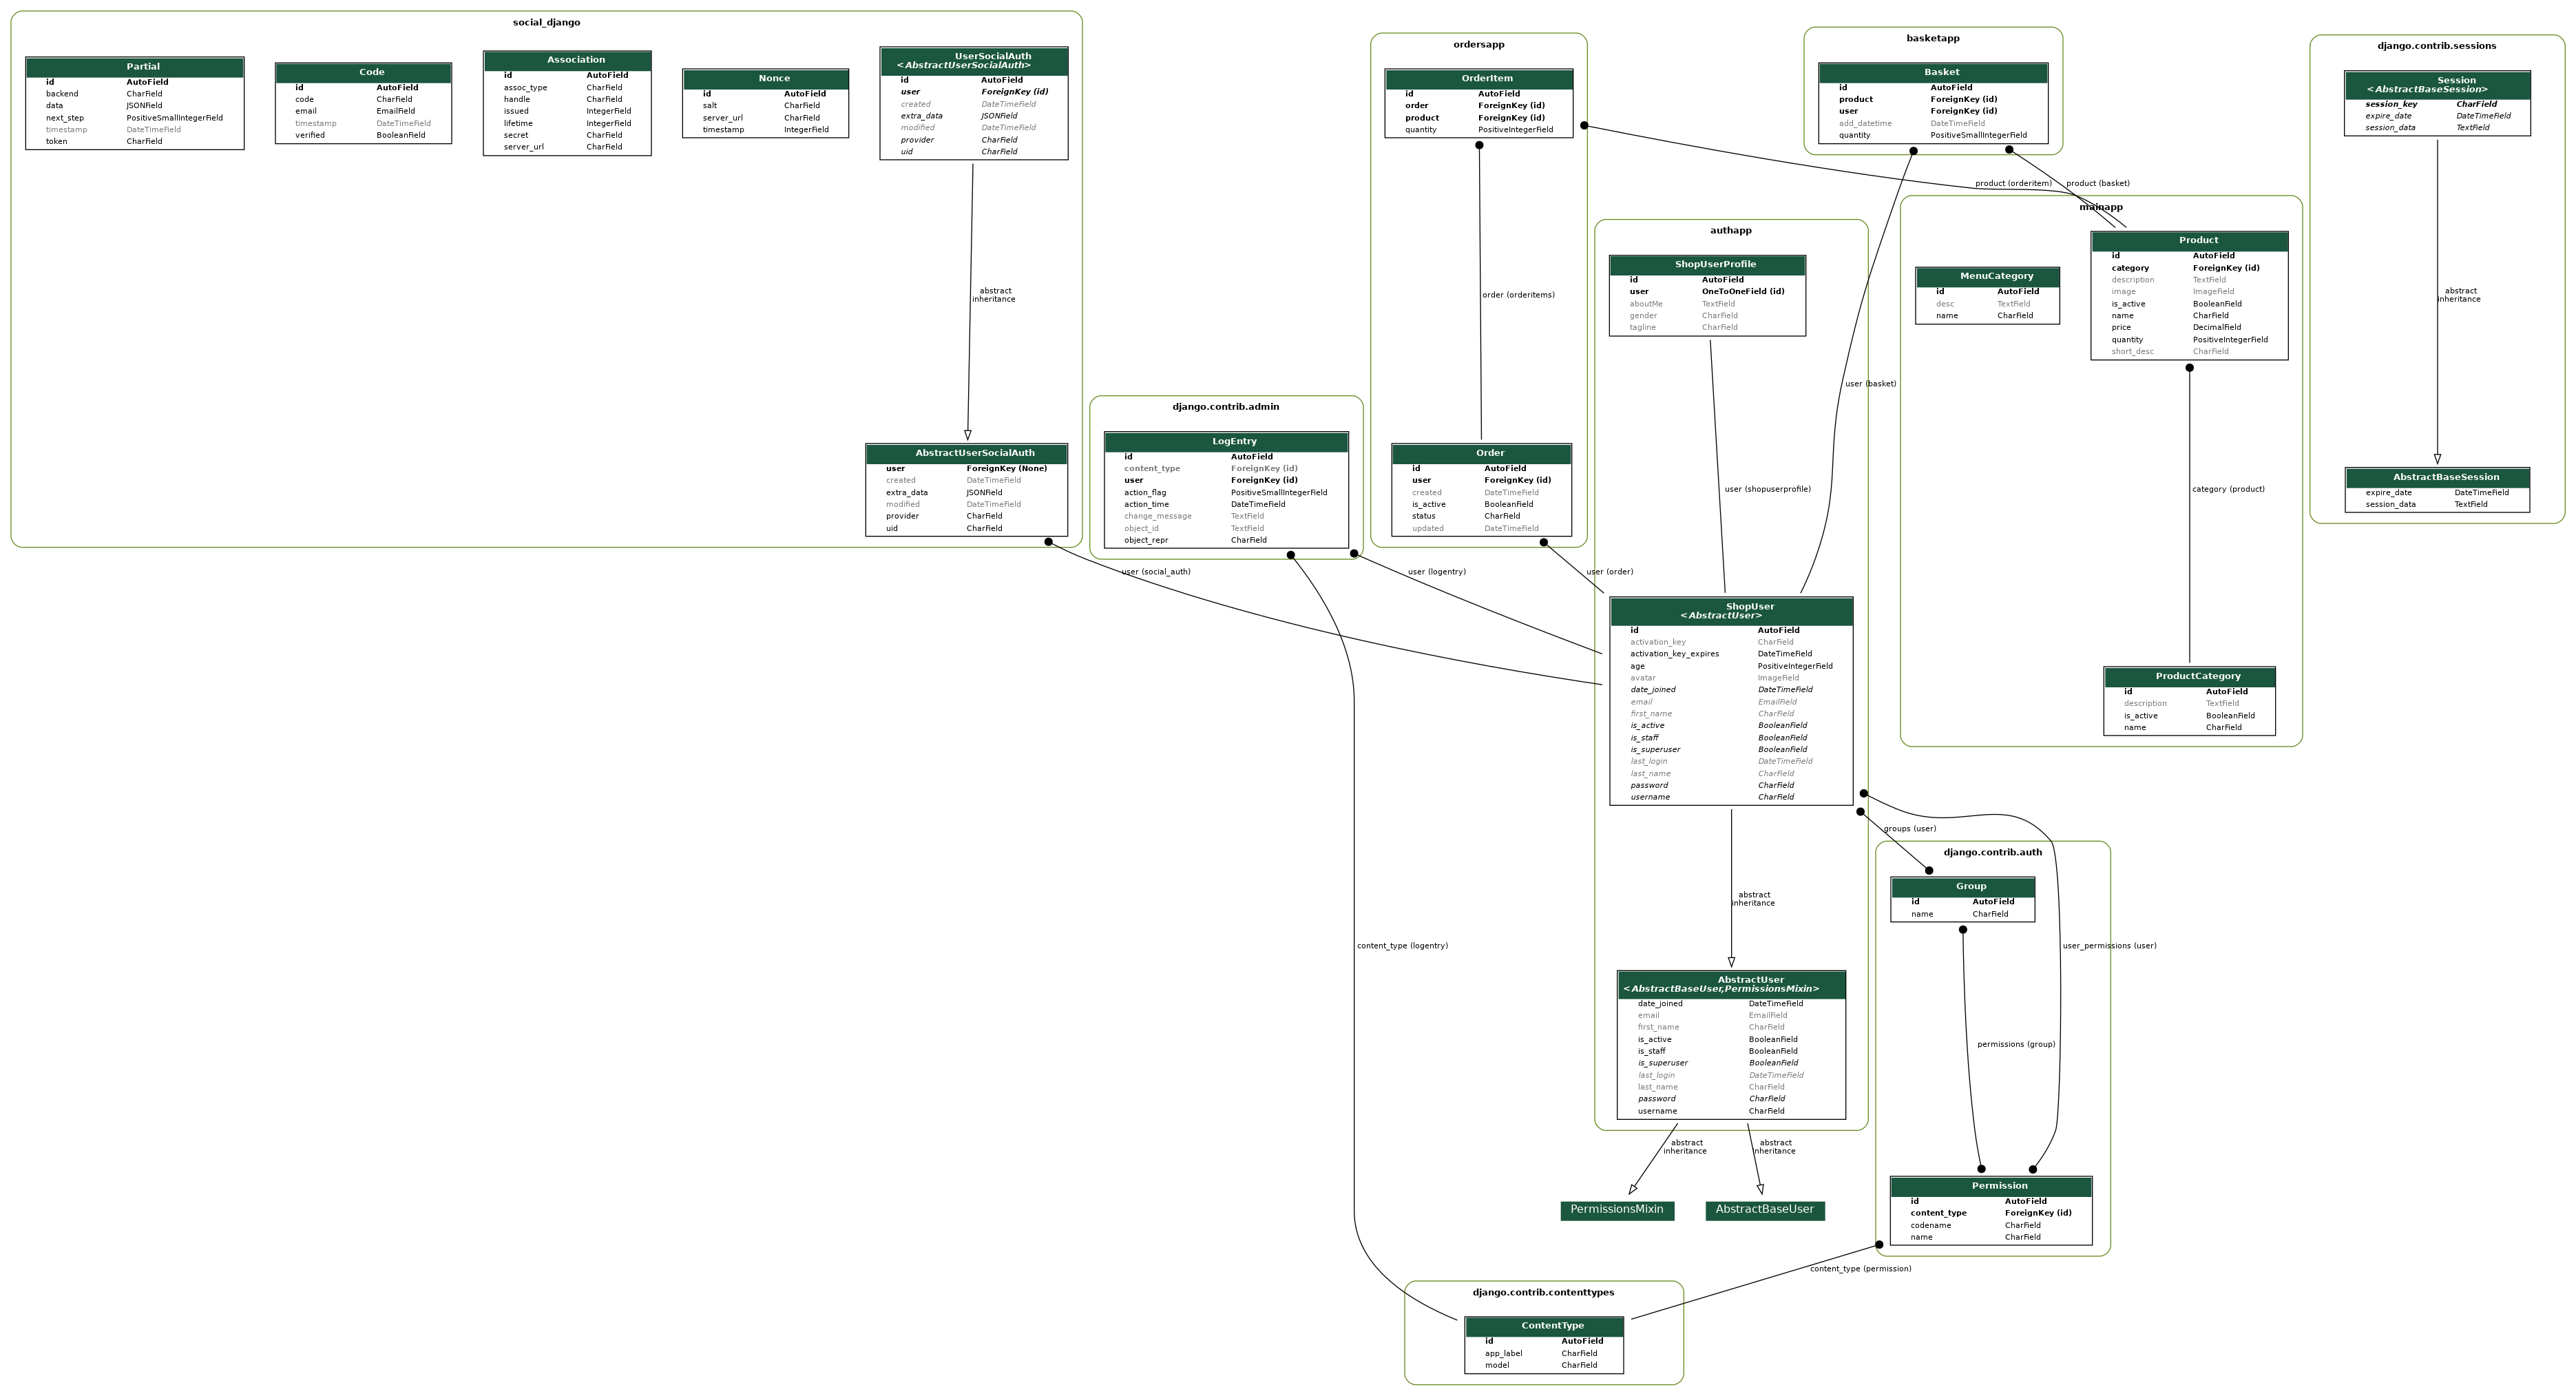 social_django
Partial
id AutoField
backend CharField
data JSONField
next_step PositiveSmallIntegerField
timestamp DateTimeField
token CharField
Code
id AutoField
code CharField
email EmailField
timestamp DateTimeField
verified BooleanField
Association
id AutoField
assoc_type CharField
handle CharField
issued IntegerField
lifetime IntegerField
secret CharField
server_url CharField
Nonce
id AutoField
salt CharField
server_url CharField
timestamp IntegerField
UserSocialAuth
<AbstractUserSocialAuth>
id AutoField
user ForeignKey (id)
created DateTimeField
extra_data JSONField
modified DateTimeField
provider CharField
uid CharField
abstract
inheritance
AbstractUserSocialAuth
user ForeignKey (None)
created DateTimeField
extra_data JSONField
modified DateTimeField
provider CharField
uid CharField
user (social_auth)
django.contrib.admin
LogEntry
id AutoField
content_type ForeignKey (id)
user ForeignKey (id)
action_flag PositiveSmallIntegerField
action_time DateTimeField
change_message TextField
object_id TextField
object_repr CharField
user (logentry)
content_type (logentry)
ordersapp
OrderItem
id AutoField
order ForeignKey (id)
product ForeignKey (id)
quantity PositiveIntegerField
order (orderitems)
product (orderitem)
Order
id AutoField
user ForeignKey (id)
created DateTimeField
is_active BooleanField
status CharField
updated DateTimeField
user (order)
basketapp
Basket
id AutoField
product ForeignKey (id)
user ForeignKey (id)
add_datetime DateTimeField
quantity PositiveSmallIntegerField
product (basket)
user (basket)
authapp
ShopUserProfile
id AutoField
user OneToOneField (id)
aboutMe TextField
gender CharField
tagline CharField
user (shopuserprofile)
ShopUser
<AbstractUser>
id AutoField
activation_key CharField
activation_key_expires DateTimeField
age PositiveIntegerField
avatar ImageField
date_joined DateTimeField
email EmailField
first_name CharField
is_active BooleanField
is_staff BooleanField
is_superuser BooleanField
last_login DateTimeField
last_name CharField
password CharField
username CharField
abstract
inheritance
AbstractUser
<AbstractBaseUser,PermissionsMixin>
date_joined DateTimeField
email EmailField
first_name CharField
is_active BooleanField
is_staff BooleanField
is_superuser BooleanField
last_login DateTimeField
last_name CharField
password CharField
username CharField
abstract
inheritance
abstract
inheritance
PermissionsMixin
AbstractBaseUser
mainapp
MenuCategory
id AutoField
desc TextField
name CharField
Product
id AutoField
category ForeignKey (id)
description TextField
image ImageField
is_active BooleanField
name CharField
price DecimalField
quantity PositiveIntegerField
short_desc CharField
category (product)
ProductCategory
id AutoField
description TextField
is_active BooleanField
name CharField
django.contrib.sessions
Session
<AbstractBaseSession>
session_key CharField
expire_date DateTimeField
session_data TextField
abstract
inheritance
AbstractBaseSession
expire_date DateTimeField
session_data TextField
groups (user)
django.contrib.auth
Group
id AutoField
name CharField
user_permissions (user)
permissions (group)
Permission
id AutoField
content_type ForeignKey (id)
codename CharField
name CharField
content_type (permission)
django.contrib.contenttypes
ContentType
id AutoField
app_label CharField
model CharField